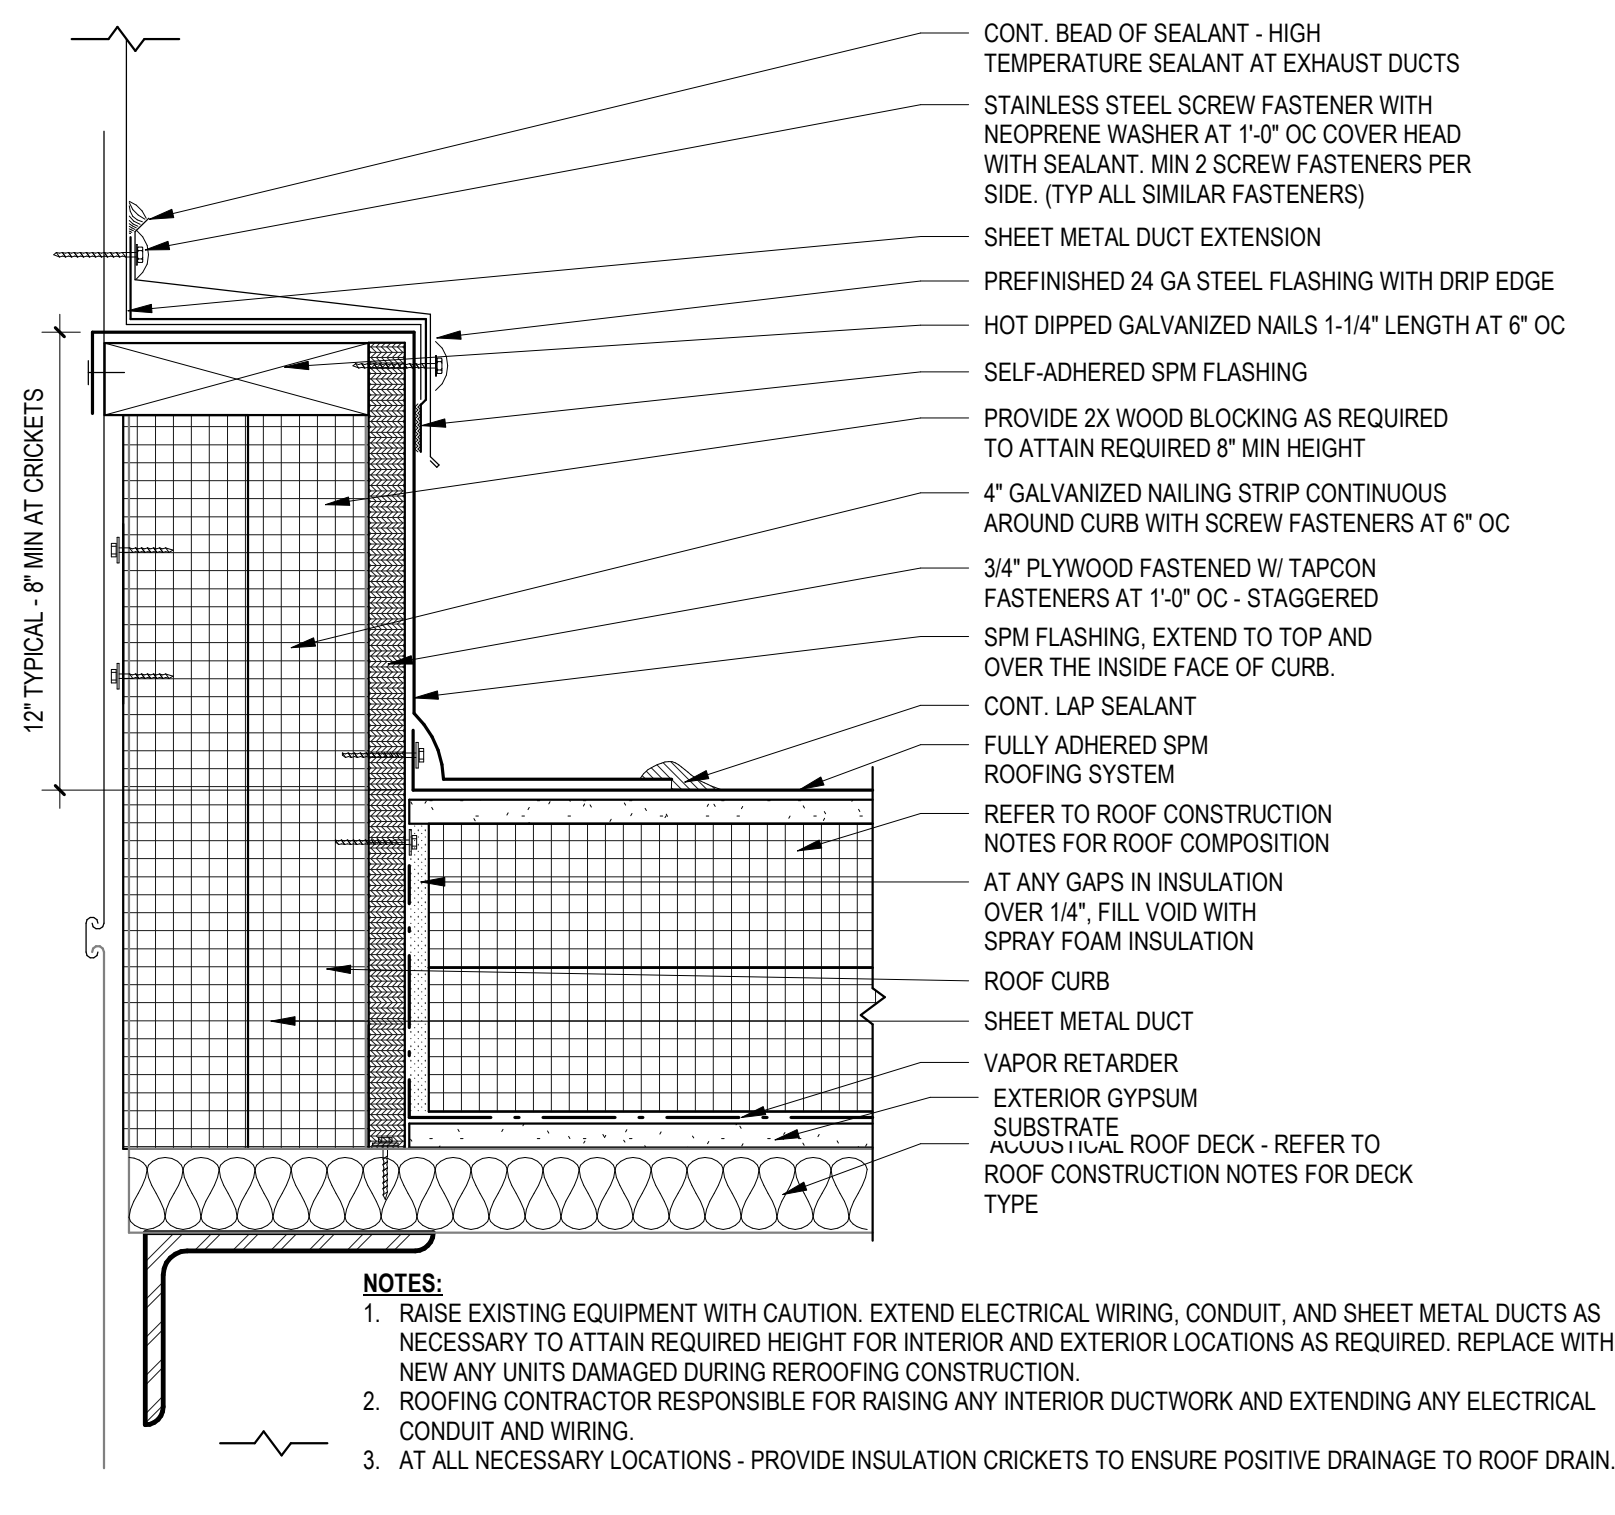 CONT. BEAD OF SEALANT - HIGH
TEMPERATURE SEALANT AT EXHAUST DUCTS
STAINLESS STEEL SCREW FASTENER WITH
NEOPRENE WASHER AT 1'-0" OC COVER HEAD
WITH SEALANT. MIN 2 SCREW FASTENERS PER
SIDE. (TYP ALL SIMILAR FASTENERS)
SHEET METAL DUCT EXTENSION
PREFINISHED 24 GA STEEL FLASHING WITH DRIP EDGE
HOT DIPPED GALVANIZED NAILS 1-1/4" LENGTH AT 6" OC
SELF-ADHERED SPM FLASHING
PROVIDE 2X WOOD BLOCKING AS REQUIRED
TO ATTAIN REQUIRED 8" MIN HEIGHT
4" GALVANIZED NAILING STRIP CONTINUOUS
AROUND CURB WITH SCREW FASTENERS AT 6" OC
3/4" PLYWOOD FASTENED W/ TAPCON
FASTENERS AT 1'-0" OC - STAGGERED
SPM FLASHING, EXTEND TO TOP AND
OVER THE INSIDE FACE OF CURB.
CONT. LAP SEALANT
FULLY ADHERED SPM
ROOFING SYSTEM
REFER TO ROOF CONSTRUCTION
NOTES FOR ROOF COMPOSITION
AT ANY GAPS IN INSULATION
OVER 1/4", FILL VOID WITH
SPRAY FOAM INSULATION
ROOF CURB
SHEET METAL DUCT
VAPOR RETARDER
EXTERIOR GYPSUM
SUBSTRATE
ACOUSTICAL ROOF DECK - REFER TO
ROOF CONSTRUCTION NOTES FOR DECK
TYPE
12" TYPICAL - 8" MIN AT CRICKETS
NOTES:
1. RAISE EXISTING EQUIPMENT WITH CAUTION. EXTEND ELECTRICAL WIRING, CONDUIT, AND SHEET METAL DUCTS AS
NECESSARY TO ATTAIN REQUIRED HEIGHT FOR INTERIOR AND EXTERIOR LOCATIONS AS REQUIRED. REPLACE WITH
NEW ANY UNITS DAMAGED DURING REROOFING CONSTRUCTION.
2. ROOFING CONTRACTOR RESPONSIBLE FOR RAISING ANY INTERIOR DUCTWORK AND EXTENDING ANY ELECTRICAL
CONDUIT AND WIRING.
3. AT ALL NECESSARY LOCATIONS - PROVIDE INSULATION CRICKETS TO ENSURE POSITIVE DRAINAGE TO ROOF DRAIN.